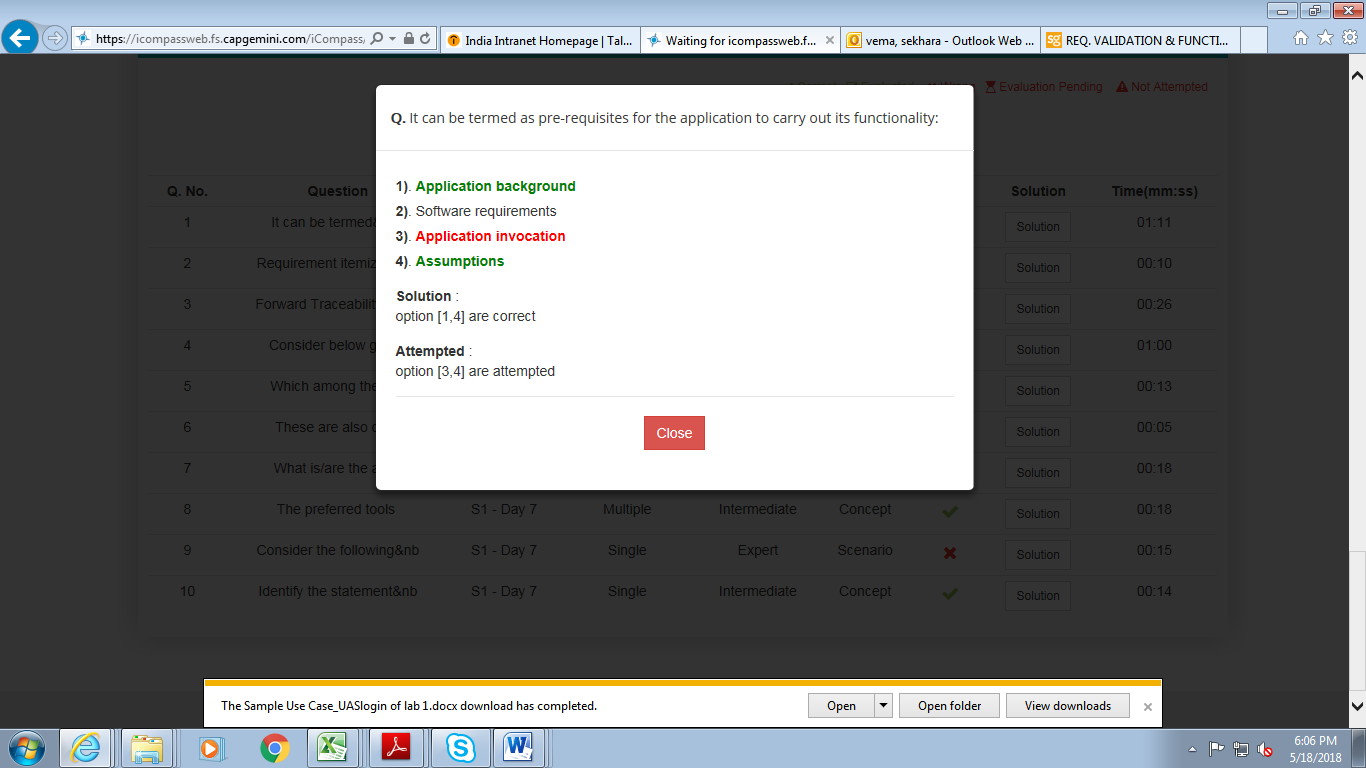 https://icompassweb.fs.capgemini.com/iCompass/
India Intranet Homepage | Tal...
Waiting for icompassweb.f...
vema, sekhara - Outlook Web ...
REQ. VALIDATION & FUNCTI...
Evaluation Pending
Not Attempted
Q. It can be termed as pre-requisites for the application to carry out its functionality:
1). Application background
2). Software requirements
3). Application invocation
4). Assumptions
Solution :
option [1,4] are correct
Attempted :
option [3,4] are attempted
Close
Q. No. Question Solution Time(mm:ss)
1 It can be termed& Solution 01:11
2 Requirement itemiz Solution 00:10
3 Forward Traceabilit Solution 00:26
4 Consider below g Solution 01:00
5 Which among the Solution 00:13
6 These are also Solution 00:05
7 What is/are the a Solution 00:18
8 The preferred tools S1 - Day 7 Multiple Intermediate Concept Solution 00:18
9 Consider the following&nb S1 - Day 7 Single Expert Scenario Solution 00:15
10 Identify the statement&nb S1 - Day 7 Single Intermediate Concept Solution 00:14
The Sample Use Case_UASlogin of lab 1.docx download has completed.
Open
Open folder
View downloads
6:06 PM
5/18/2018